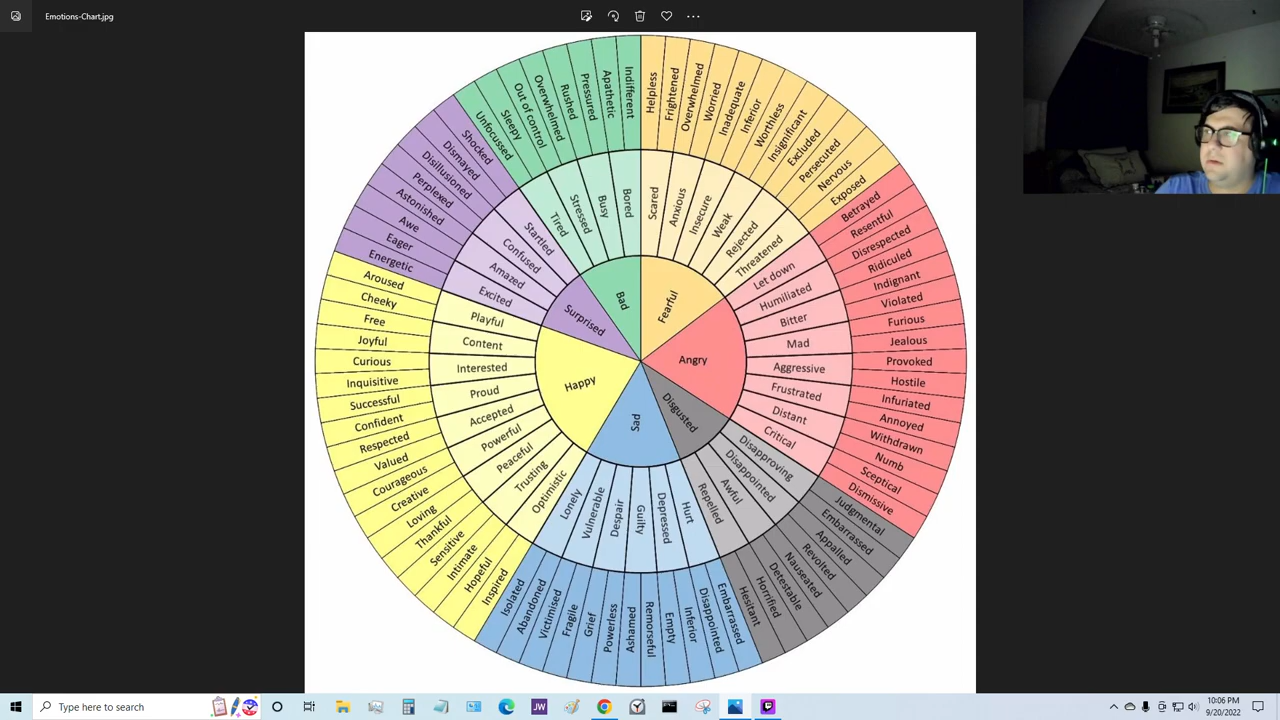 Emotions-Chart.jpg
Bad
Fearful
Angry
Disgusted
Sad
Happy
Surprised
Scared
Anxious
Insecure
Weak
Rejected
Threatened
Let down
Humiliated
Bitter
Mad
Aggressive
Frustrated
Distant
Critical
Disapproving
Disappointed
Awful
Repelled
Hurt
Depressed
Guilty
Despair
Vulnerable
Lonely
Optimistic
Trusting
Peaceful
Powerful
Accepted
Proud
Interested
Content
Playful
Excited
Amazed
Confused
Startled
Tired
Stressed
Busy
Bored
Helpless
Frightened
Overwhelmed
Worried
Inadequate
Inferior
Worthless
Insignificant
Excluded
Persecuted
Nervous
Exposed
Betrayed
Resentful
Disrespected
Ridiculed
Indignant
Violated
Furious
Jealous
Provoked
Hostile
Infuriated
Annoyed
Withdrawn
Numb
Sceptical
Dismissive
Judgmental
Embarrassed
Appalled
Revolted
Nauseated
Detestable
Horrified
Hesitant
Embarrassed
Disappointed
Inferior
Empty
Remorseful
Ashamed
Powerless
Grief
Fragile
Victimised
Abandoned
Isolated
Inspired
Hopeful
Intimate
Sensitive
Thankful
Loving
Creative
Courageous
Valued
Respected
Confident
Successful
Inquisitive
Curious
Joyful
Free
Cheeky
Aroused
Energetic
Eager
Awe
Astonished
Perplexed
Disillusioned
Dismayed
Shocked
Unfocussed
Sleepy
Out of control
Overwhelmed
Rushed
Pressured
Apathetic
Indifferent
Type here to search
JW
10:06 PM
9/20/2022